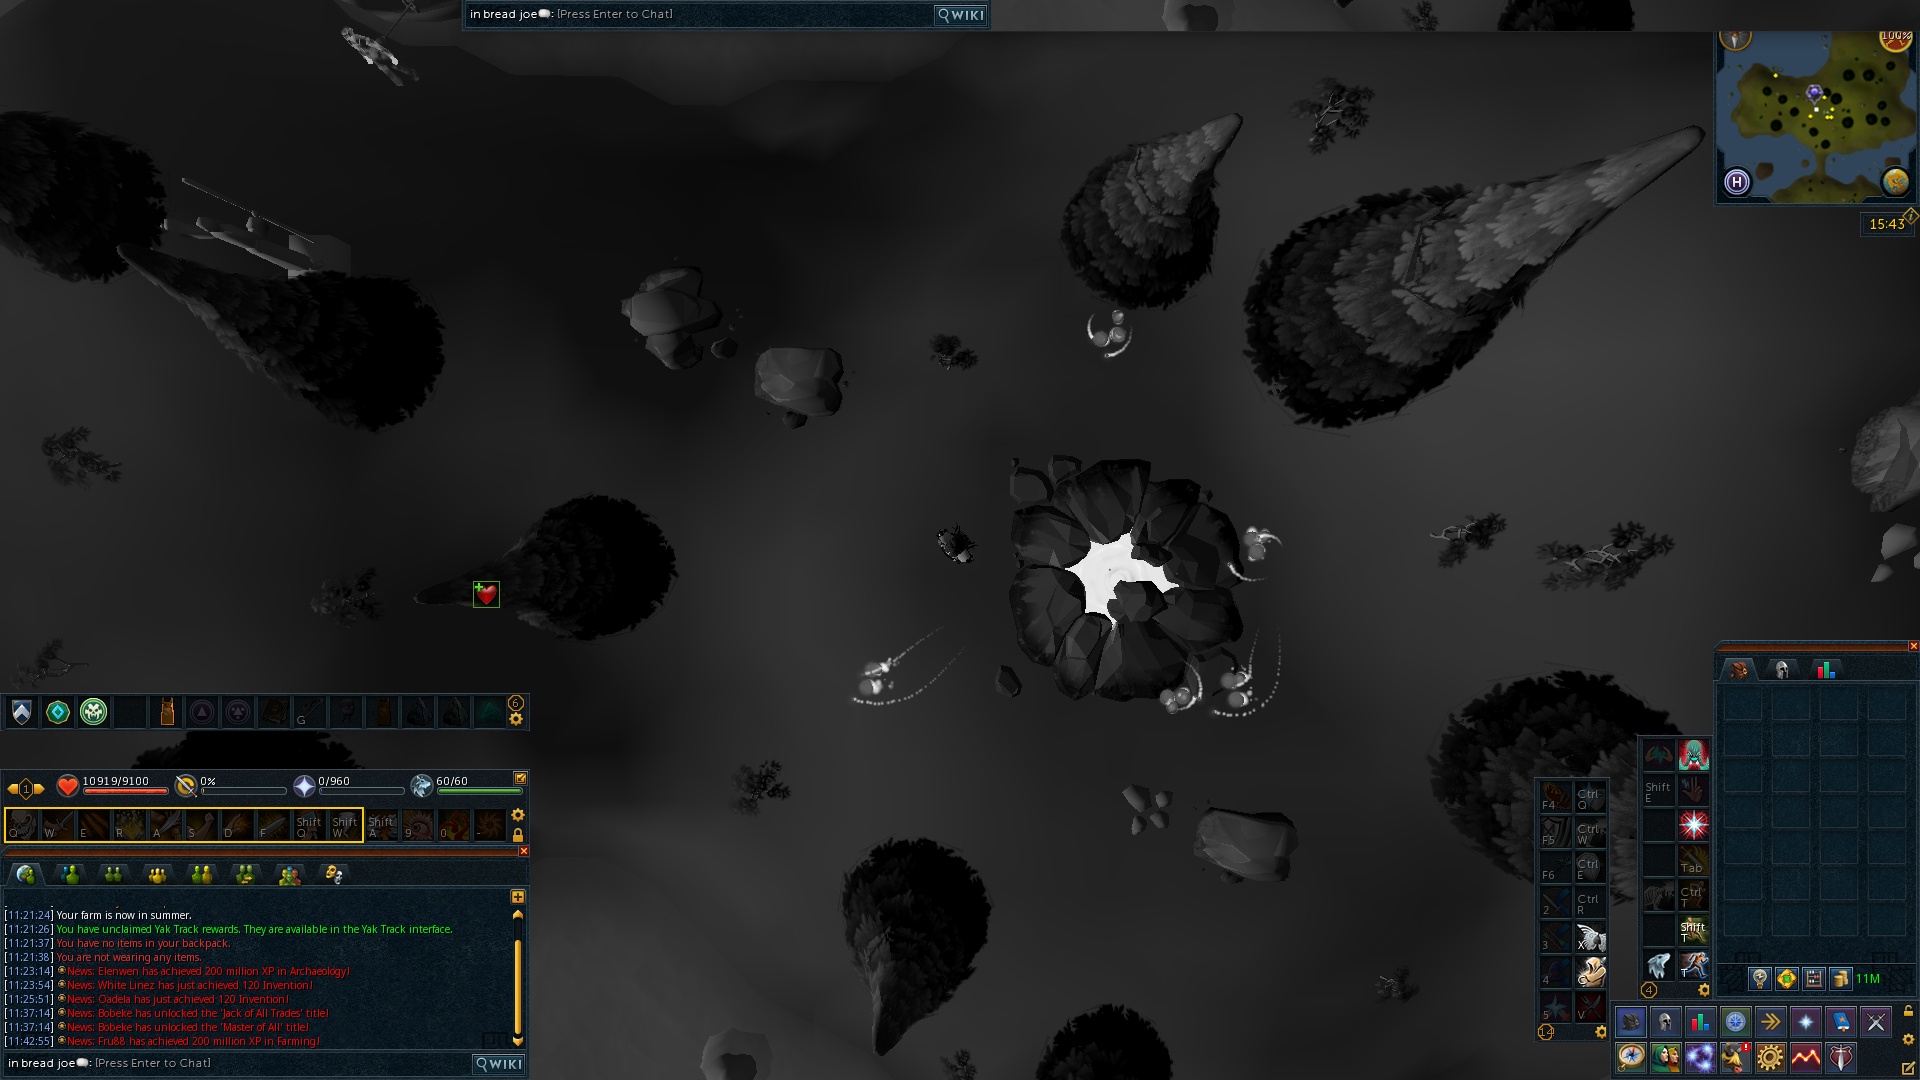 in bread joe: [Press Enter to Chat]
WIKI
100%
H
15:43
6
G
1
10919/9100
0%
0/960
60/60
Q
W
E
R
A
S
D
F
Shift Q
Shift W
Shift A
9
0
-
[11:21:24] Your farm is now in summer.
[11:21:26] You have unclaimed Yak Track rewards. They are available in the Yak Track interface.
[11:21:37] You have no items in your backpack.
[11:21:38] You are not wearing any items.
[11:23:14] News: Elenwen has achieved 200 million XP in Archaeology!
[11:23:54] News: White Linez has just achieved 120 Invention!
[11:25:51] News: Oadela has just achieved 120 Invention!
[11:37:14] News: Bobeke has unlocked the 'Jack of All Trades' title!
[11:37:14] News: Bobeke has unlocked the 'Master of All' title!
[11:42:55] News: Fru88 has achieved 200 million XP in Farming!
in bread joe: [Press Enter to Chat]
WIKI
F4
Ctrl Q
F5
Ctrl W
F6
Ctrl E
2
Ctrl R
3
X
4
5
V
14
Shift E
Tab
Ctrl T
Shift T
T
4
11M